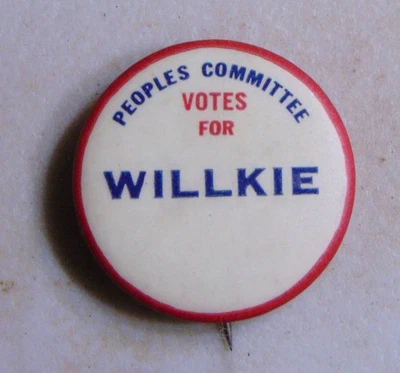 PEOPLES COMMITTEE
VOTES
FOR
WILLKIE